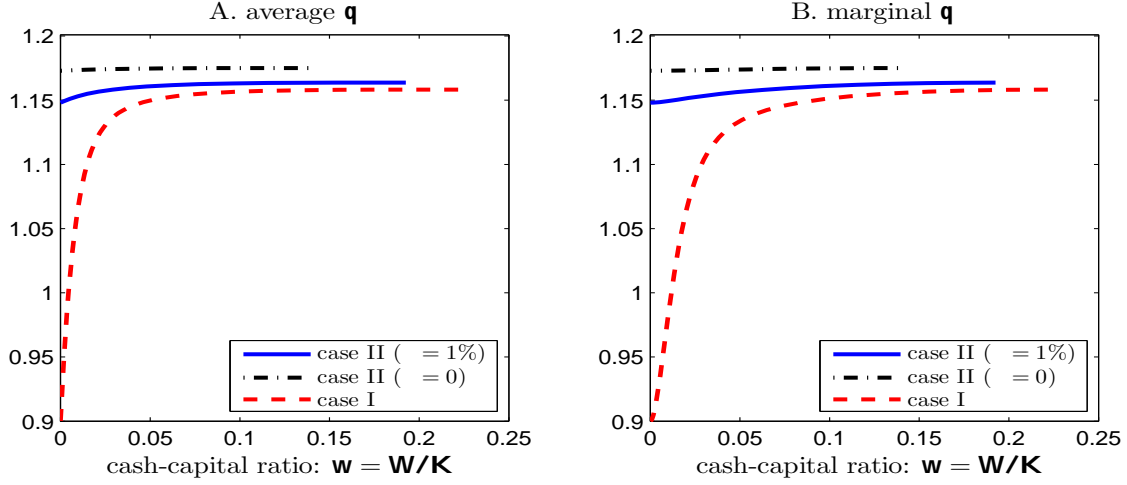 A. average q
1.2
1.15
1.1
1.05
1
0.95
0.9
0 0.05 0.1 0.15 0.2 0.25
case II ( = 1%)
case II ( = 0)
case I
cash-capital ratio: w = W/K
B. marginal q
1.2
1.15
1.1
1.05
1
0.95
0.9
0 0.05 0.1 0.15 0.2 0.25
case II ( = 1%)
case II ( = 0)
case I
cash-capital ratio: w = W/K